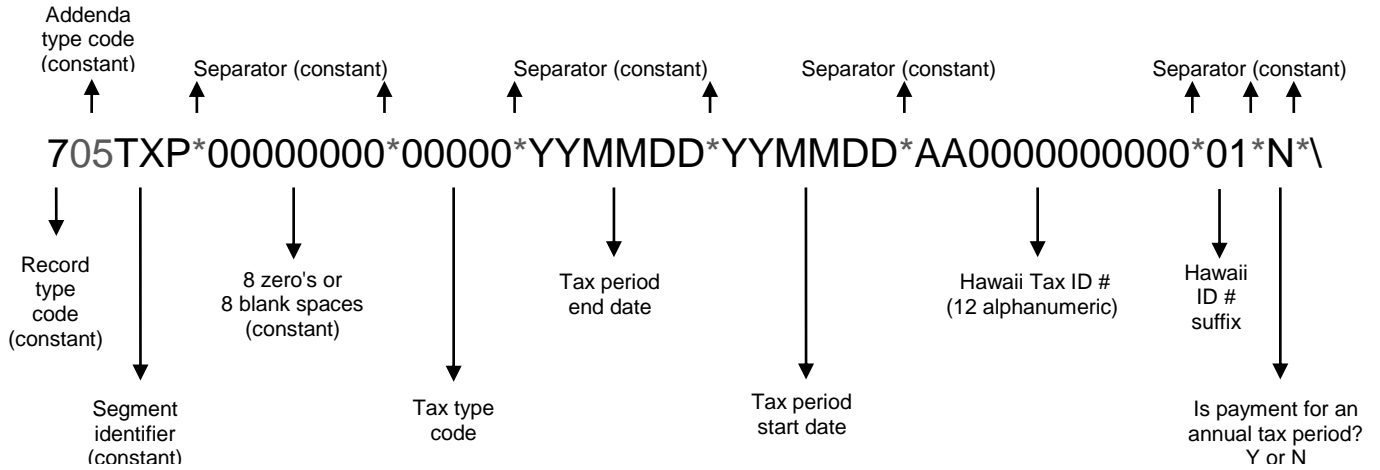 Addenda
type code
(constant)
Separator (constant)
Separator (constant)
Separator (constant)
Separator (constant)
705TXP*00000000*00000*YYMMDD*YYMMDD*AA0000000000*01*N*\
Record
type
code
(constant)
8 zero's or
8 blank spaces
(constant)
Tax period
end date
Hawaii Tax ID #
(12 alphanumeric)
Hawaii
ID #
suffix
Segment
identifier
(constant)
Tax type
code
Tax period
start date
Is payment for an
annual tax period?
Y or N